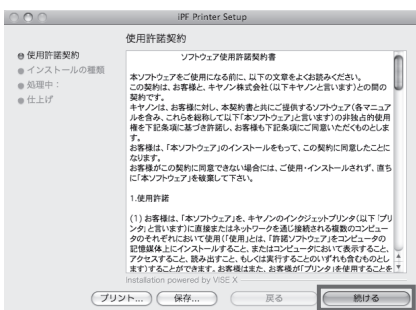 iPF Printer Setup
使用許諾契約
使用許諾契約
インストールの種類
処理中：
仕上げ
ソフトウェア使用許諾契約書
本ソフトウェアをご使用になる前に、以下の文章をよくお読みください。
この契約は、お客様と、キヤノン株式会社（以下キヤノンと言います）との間の
契約です。
キヤノンは、お客様に対し、本契約書と共にご提供するソフトウェア（各マニュア
ルを含み、これらを総称して以下「本ソフトウェア」と言います）の非独占的使用
権を下記条項に基づき許諾し、お客様も下記条項にご同意いただくものとしま
す。
お客様は、「本ソフトウェア」のインストールをもって、この契約に同意したことに
なります。
お客様がこの契約に同意できない場合には、ご使用・インストールされず、直ち
に「本ソフトウェア」を破棄して下さい。
1.使用許諾
（1）お客様は、「本ソフトウェア」を、キヤノンのインクジェットプリンタ（以下「プリ
ンタ」と言います）に直接またはネットワークを通じ接続される複数のコンピュー
タのそれぞれにおいて使用（「使用」とは、「許諾ソフトウェア」をコンピュータの
記憶媒体上にインストールすること、またはコンピュータにおいて表示すること、
アクセスすること、読み出すこと、もしくは実行することのいずれも含むものとし
ます）することができます。お客様はまた、お客様が「プリンタ」を使用することを
Installation powered by VISE X
プリント...
保存...
戻る
続ける